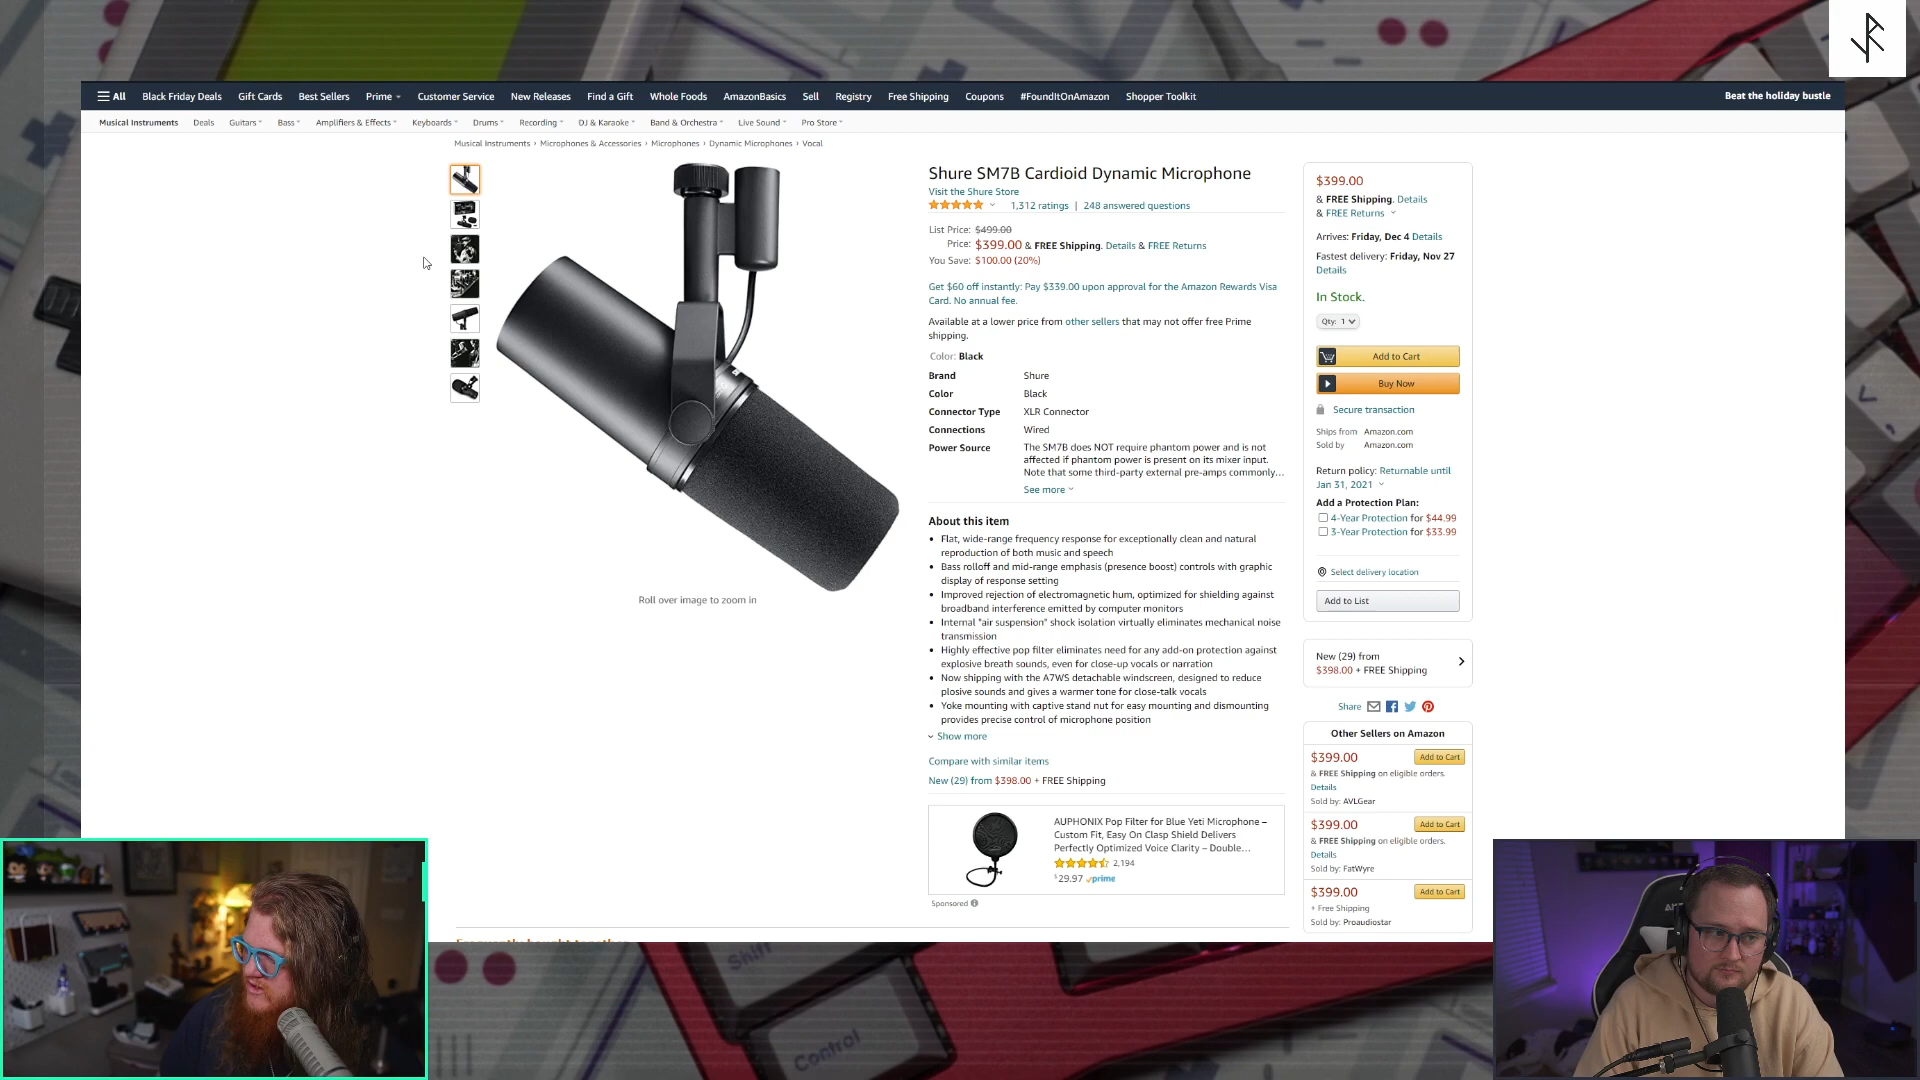 All Black Friday Deals Gift Cards Best Sellers Prime Customer Service New Releases Find a Gift Whole Foods AmazonBasics Sell Registry Free Shipping Coupons #FoundItOnAmazon Shopper Toolkit Beat the holiday bustle
Musical Instruments Deals Guitars Bass Amplifiers & Effects Keyboards Drums Recording DJ & Karaoke Band & Orchestra Live Sound Pro Store
Musical Instruments › Microphones & Accessories › Microphones › Dynamic Microphones › Vocal
Roll over image to zoom in
Shure SM7B Cardioid Dynamic Microphone
Visit the Shure Store
1,312 ratings | 248 answered questions
List Price: $499.00
Price: $399.00 & FREE Shipping. Details & FREE Returns
You Save: $100.00 (20%)
Get $60 off instantly: Pay $339.00 upon approval for the Amazon Rewards Visa
Card. No annual fee.
Available at a lower price from other sellers that may not offer free Prime
shipping.
Color: Black
Brand Shure
Color Black
Connector Type XLR Connector
Connections Wired
Power Source The SM7B does NOT require phantom power and is not
affected if phantom power is present on its mixer input.
Note that some third-party external pre-amps commonly...
See more
About this item
• Flat, wide-range frequency response for exceptionally clean and natural
reproduction of both music and speech
• Bass rolloff and mid-range emphasis (presence boost) controls with graphic
display of response setting
• Improved rejection of electromagnetic hum, optimized for shielding against
broadband interference emitted by computer monitors
• Internal "air suspension" shock isolation virtually eliminates mechanical noise
transmission
• Highly effective pop filter eliminates need for any add-on protection against
explosive breath sounds, even for close-up vocals or narration
• Now shipping with the A7WS detachable windscreen, designed to reduce
plosive sounds and gives a warmer tone for close-talk vocals
• Yoke mounting with captive stand nut for easy mounting and dismounting
provides precise control of microphone position
Show more
Compare with similar items
New (29) from $398.00 + FREE Shipping
AUPHONIX Pop Filter for Blue Yeti Microphone –
Custom Fit, Easy On Clasp Shield Delivers
Perfectly Optimized Voice Clarity – Double...
2,194
$29.97 prime
Sponsored
$399.00
& FREE Shipping. Details
& FREE Returns
Arrives: Friday, Dec 4 Details
Fastest delivery: Friday, Nov 27
Details
In Stock.
Qty: 1
Add to Cart
Buy Now
Secure transaction
Ships from Amazon.com
Sold by Amazon.com
Return policy: Returnable until
Jan 31, 2021
Add a Protection Plan:
4-Year Protection for $44.99
3-Year Protection for $33.99
Select delivery location
Add to List
New (29) from
$398.00 + FREE Shipping
Share
Other Sellers on Amazon
$399.00 Add to Cart
& FREE Shipping on eligible orders.
Details
Sold by: AVLGear
$399.00 Add to Cart
& FREE Shipping on eligible orders.
Details
Sold by: FatWyre
$399.00 Add to Cart
+ Free Shipping
Sold by: Proaudiostar
Shift
Control